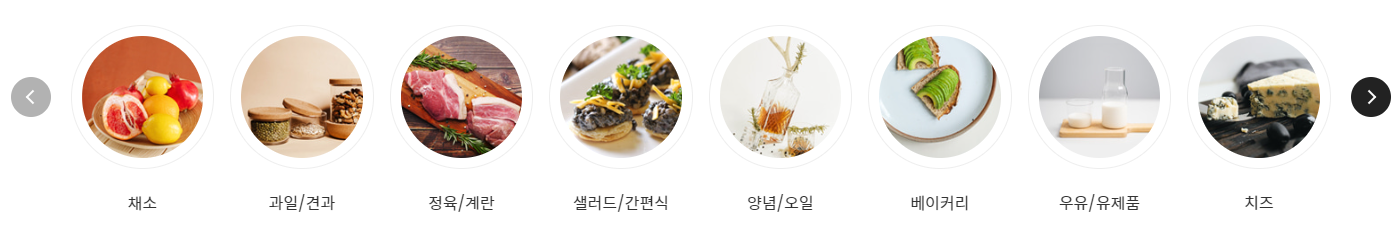 채소
과일/견과
정육/계란
샐러드/간편식
양념/오일
베이커리
우유/유제품
치즈